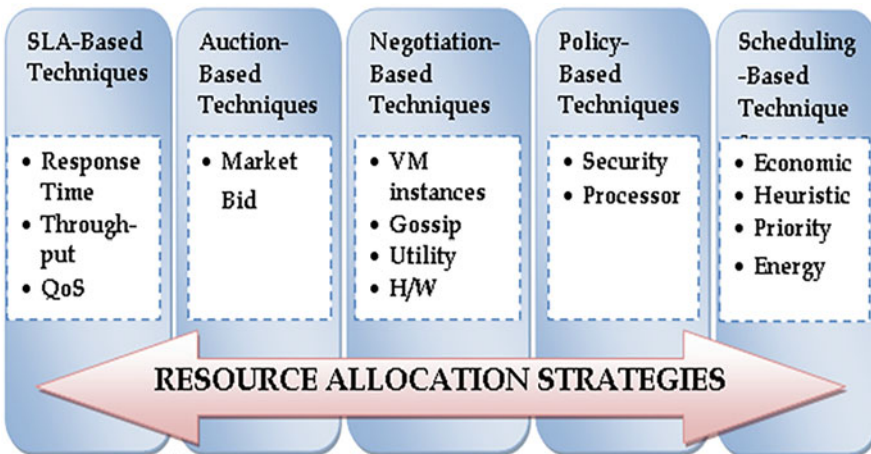 SLA-Based
Techniques
• Response
Time
• Through-
put
• QoS
Auction-
Based
Techniques
• Market
Bid
Negotiation-
Based
Techniques
• VM
instances
• Gossip
• Utility
• H/W
Policy-
Based
Techniques
• Security
• Processor
Scheduling
-Based
Technique
• Economic
• Heuristic
• Priority
• Energy
RESOURCE ALLOCATION STRATEGIES